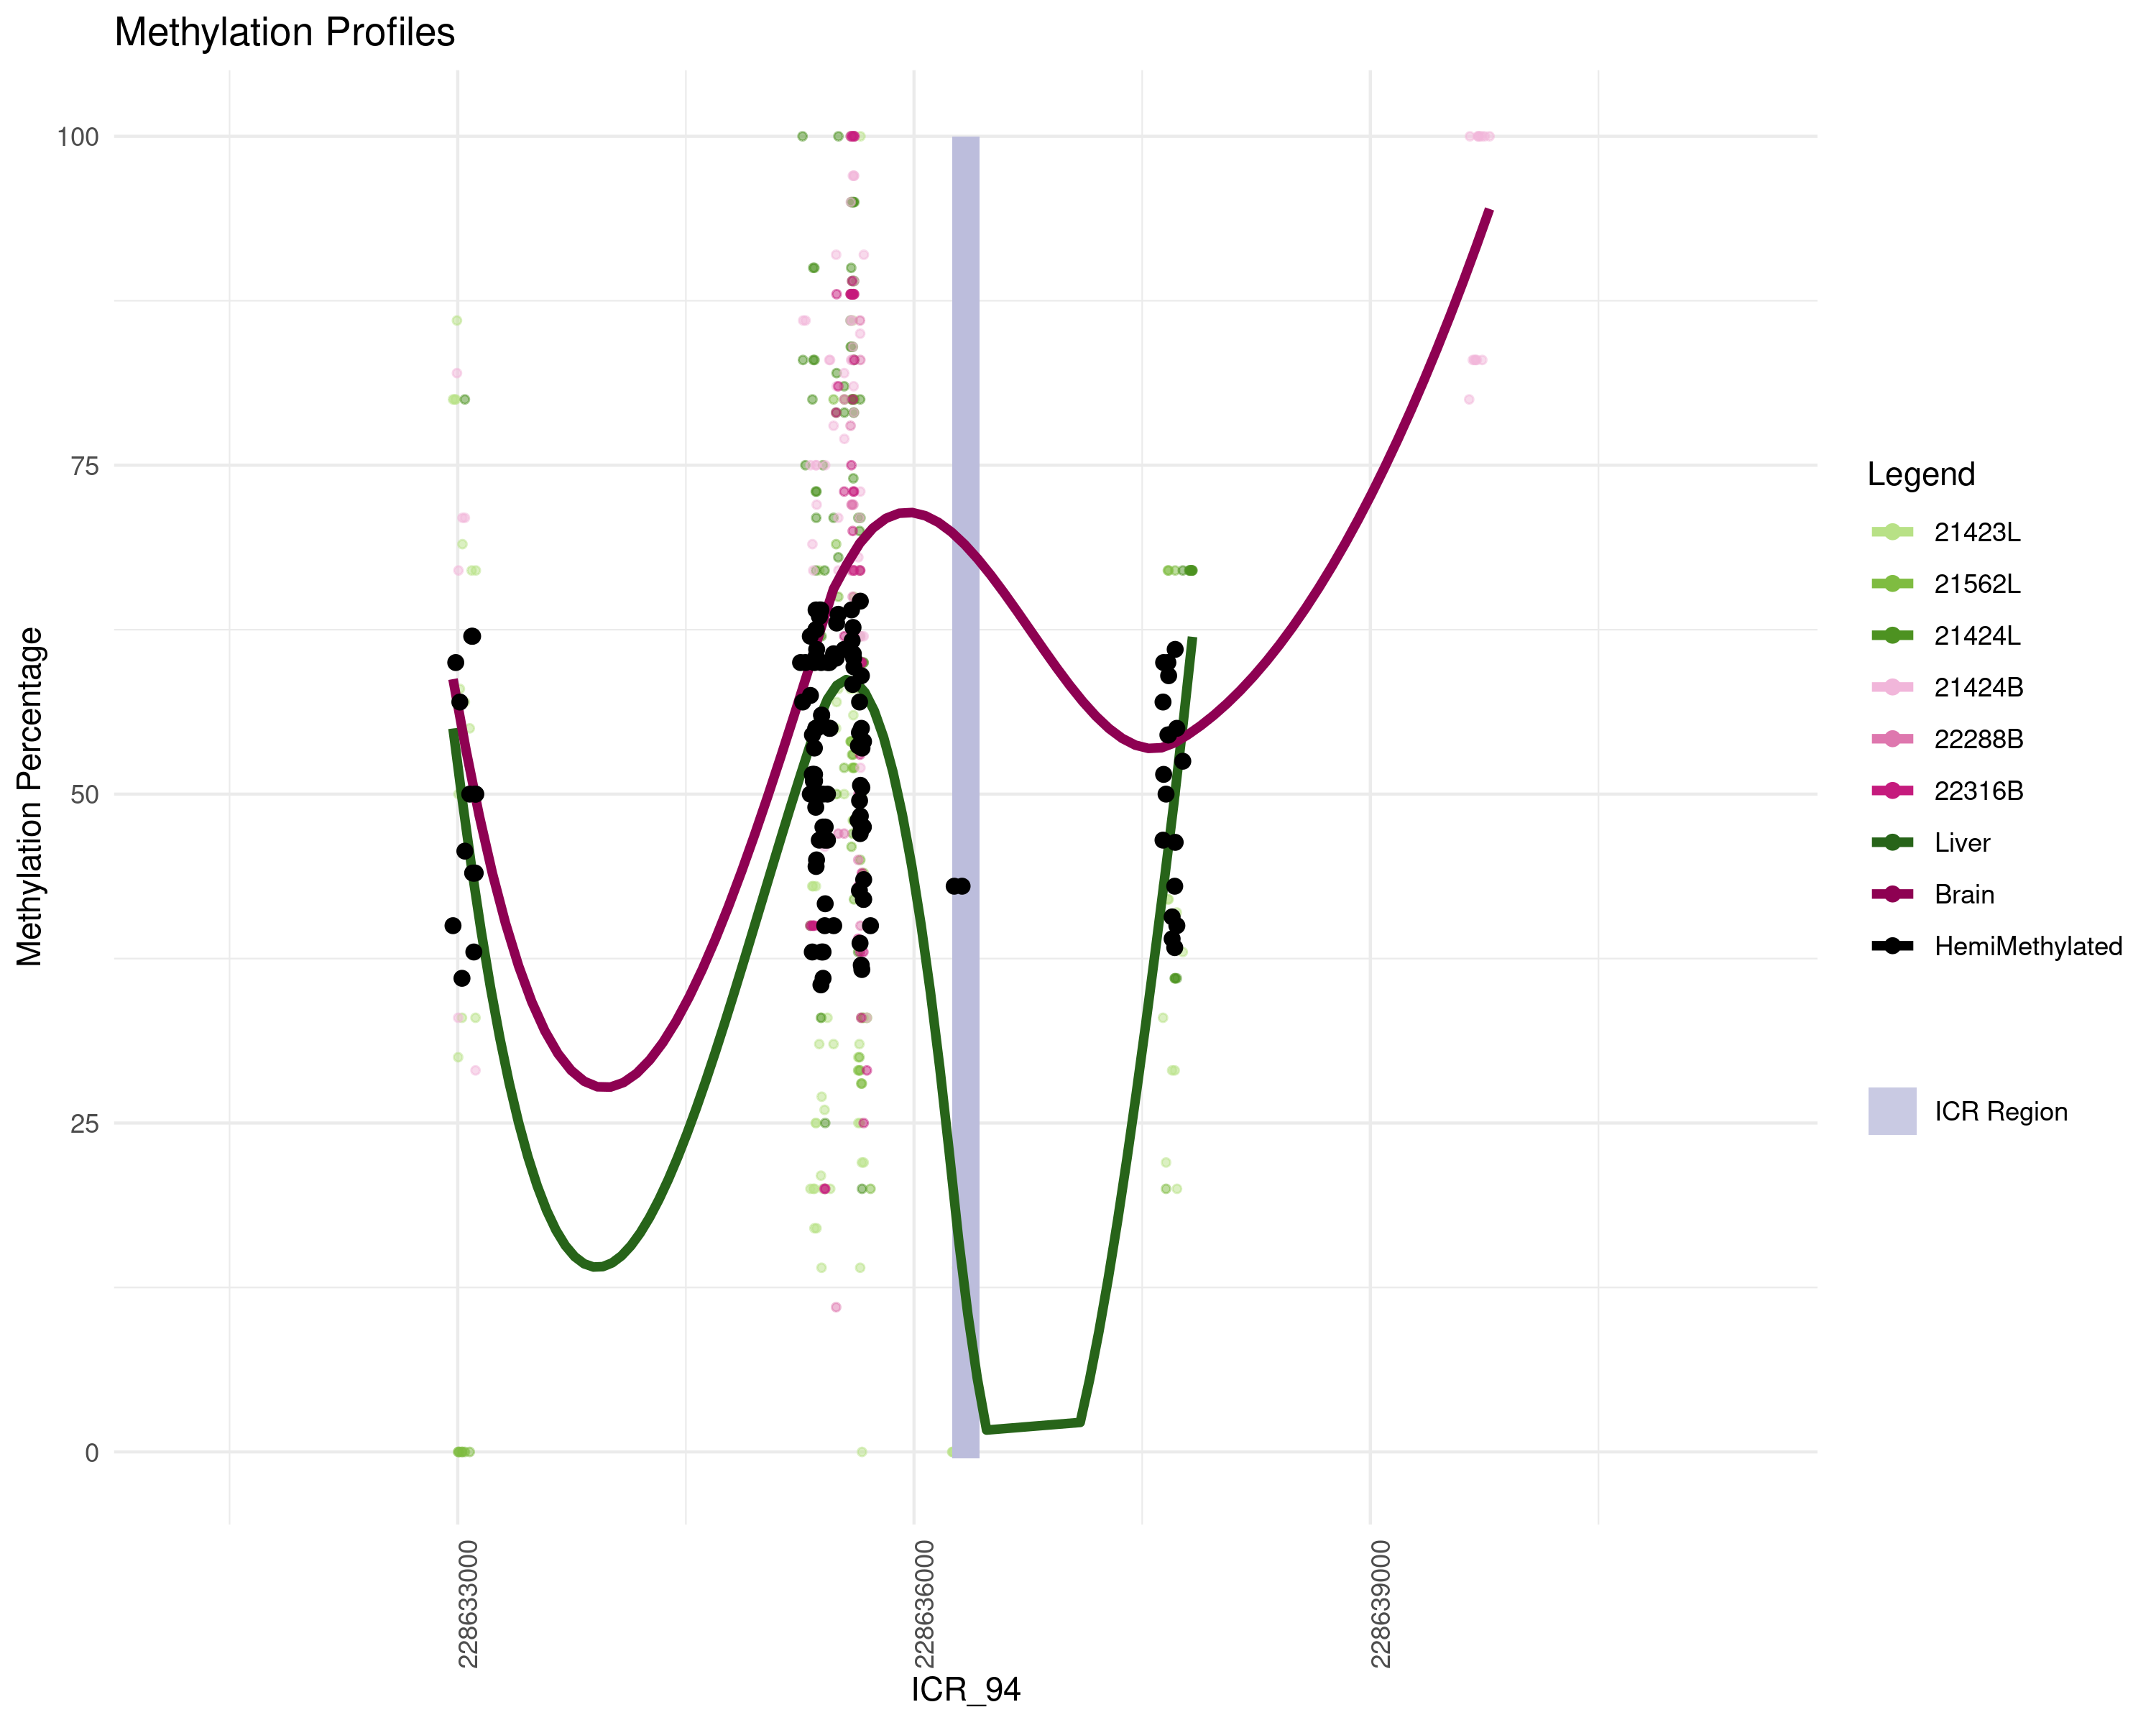 Methylation Profiles
100
75
50
25
0
Methylation Percentage
228633000
228636000
228639000
ICR_94
Legend
21423L
21562L
21424L
21424B
22288B
22316B
Liver
Brain
HemiMethylated
ICR Region